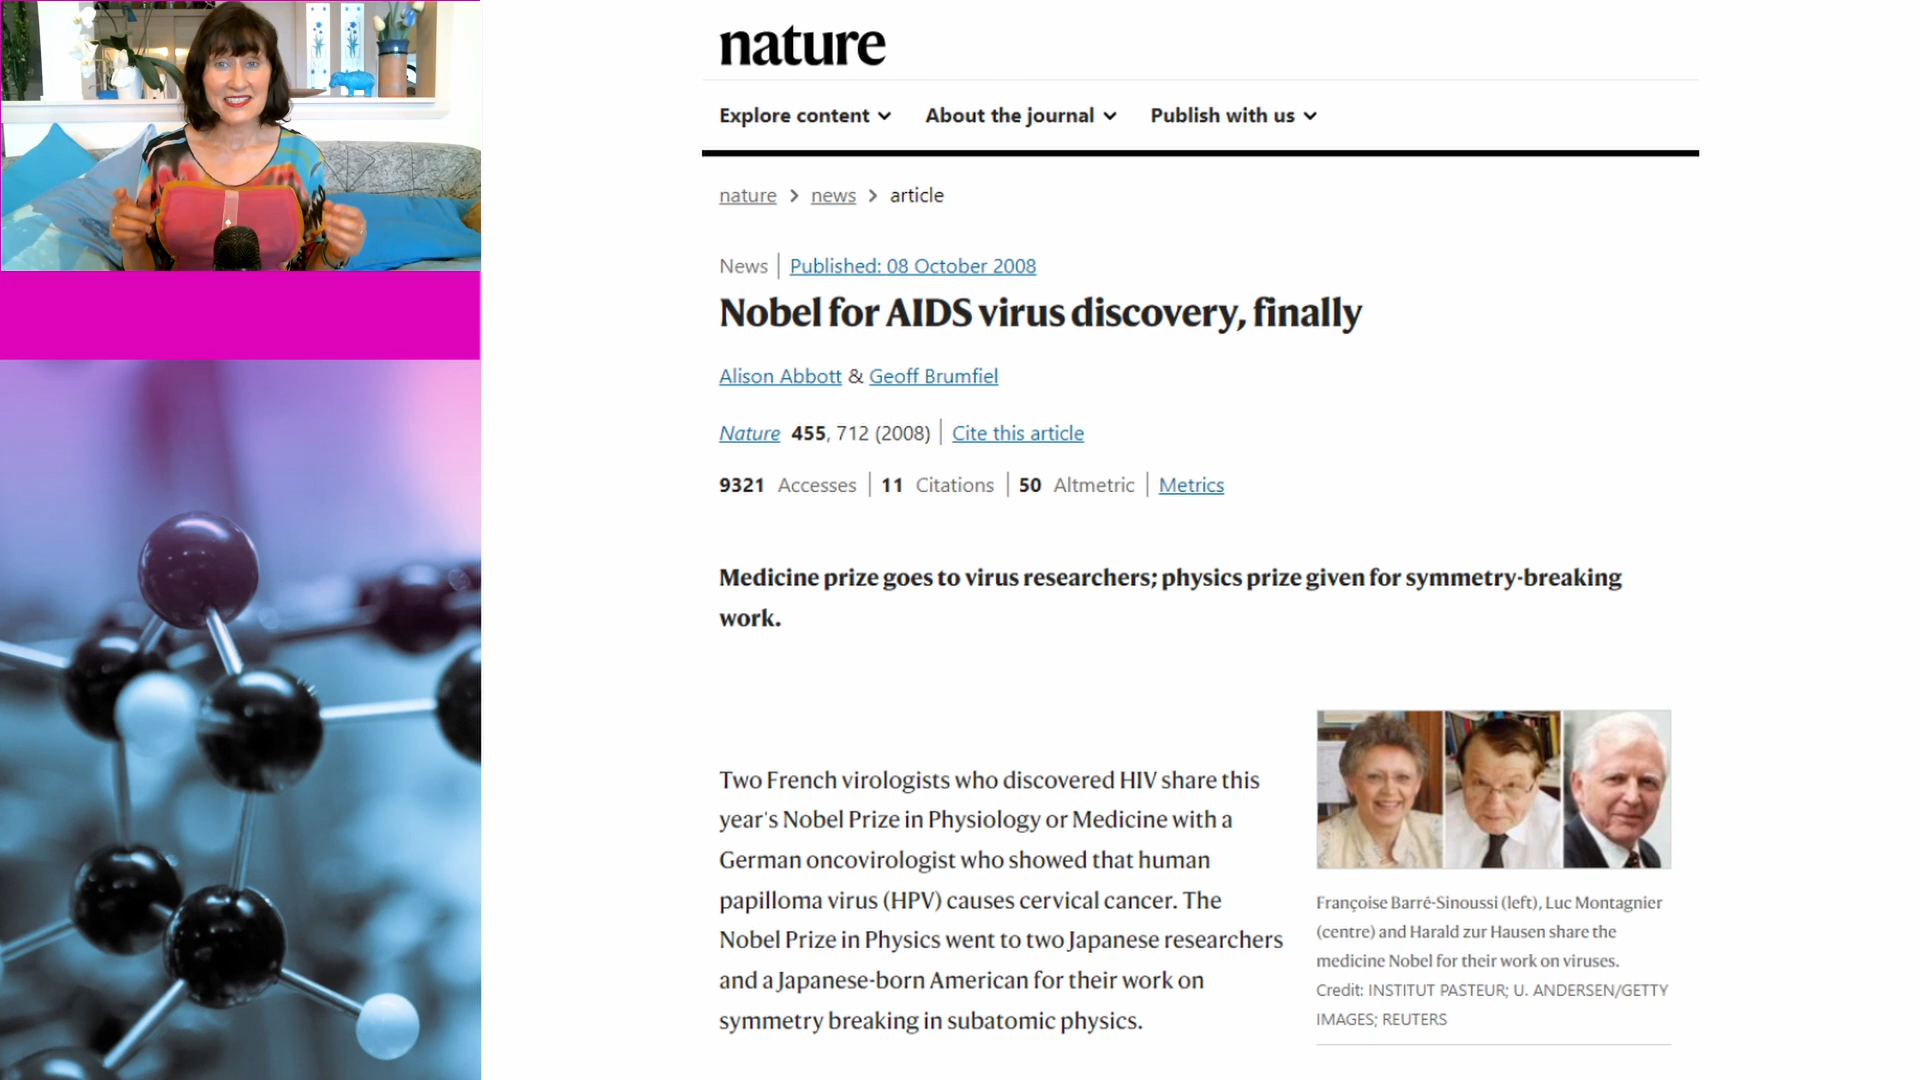 nature
Explore content About the journal Publish with us
nature > news > article
News | Published: 08 October 2008
Nobel for AIDS virus discovery, finally
Alison Abbott & Geoff Brumfiel
Nature 455, 712 (2008) | Cite this article
9321 Accesses | 11 Citations | 50 Altmetric | Metrics
Medicine prize goes to virus researchers; physics prize given for symmetry-breaking
work.
Two French virologists who discovered HIV share this
year's Nobel Prize in Physiology or Medicine with a
German oncovirologist who showed that human
papilloma virus (HPV) causes cervical cancer. The
Nobel Prize in Physics went to two Japanese researchers
and a Japanese-born American for their work on
symmetry breaking in subatomic physics.
Françoise Barré-Sinoussi (left), Luc Montagnier
(centre) and Harald zur Hausen share the
medicine Nobel for their work on viruses.
Credit: INSTITUT PASTEUR; U. ANDERSEN/GETTY
IMAGES; REUTERS